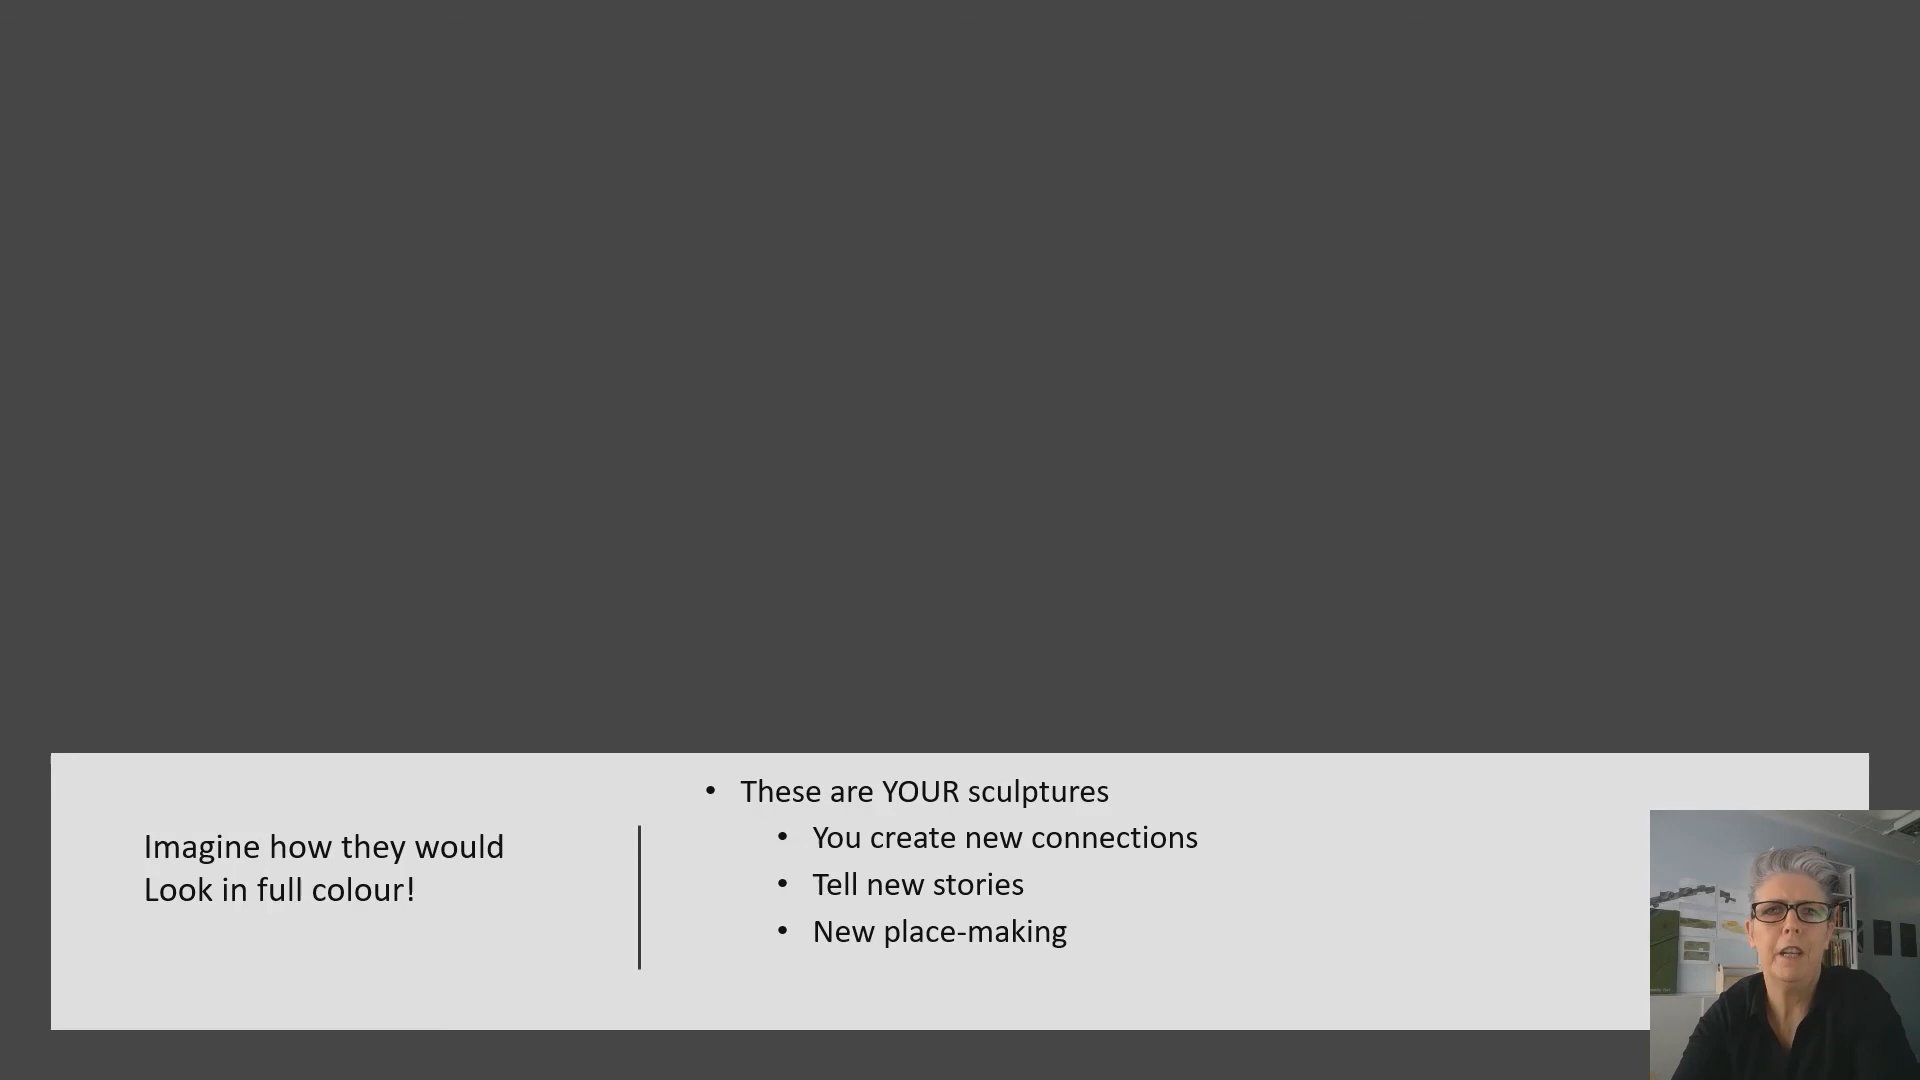 Imagine how they would
Look in full colour!
• These are YOUR sculptures
• You create new connections
• Tell new stories
• New place-making